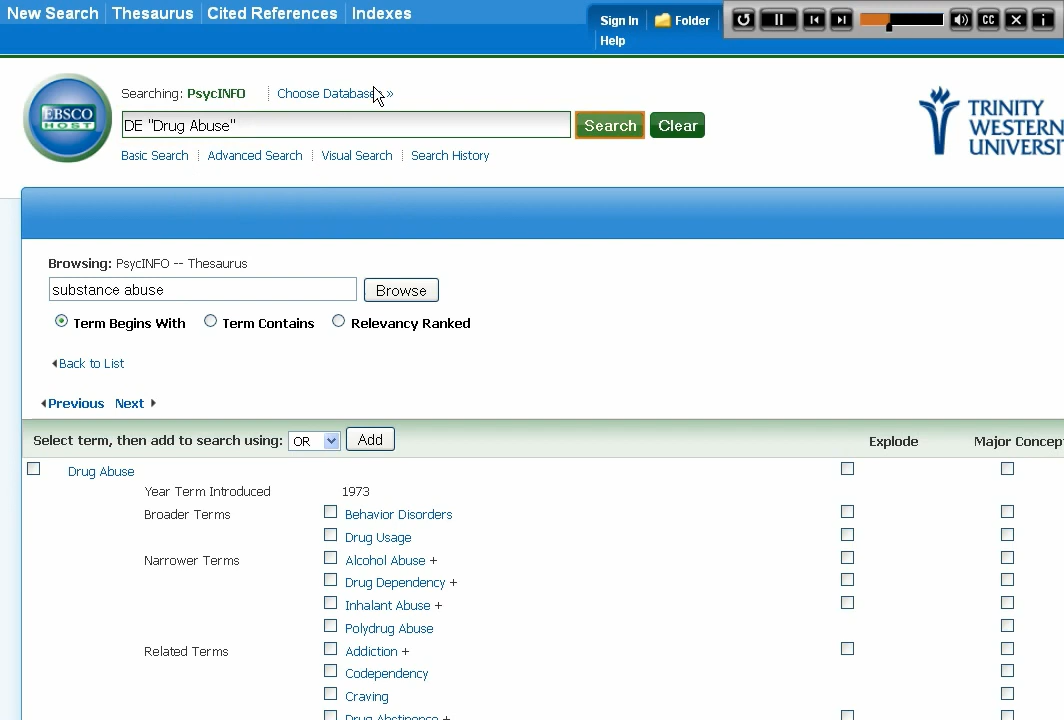 New Search Thesaurus Cited References Indexes
Sign In Folder
Help
CC
i
Searching: PsycINFO Choose Databases »
EBSCO
HOST
DE "Drug Abuse" Search Clear
Basic Search Advanced Search Visual Search Search History
TRINITY
WESTERN
UNIVERSI
Browsing: PsycINFO -- Thesaurus
substance abuse Browse
Term Begins With Term Contains Relevancy Ranked
Back to List
Previous Next
Select term, then add to search using: OR Add Explode Major Concep
Drug Abuse
Year Term Introduced 1973
Broader Terms Behavior Disorders
Drug Usage
Narrower Terms Alcohol Abuse +
Drug Dependency +
Inhalant Abuse +
Polydrug Abuse
Related Terms Addiction +
Codependency
Craving
Drug Abstinence +